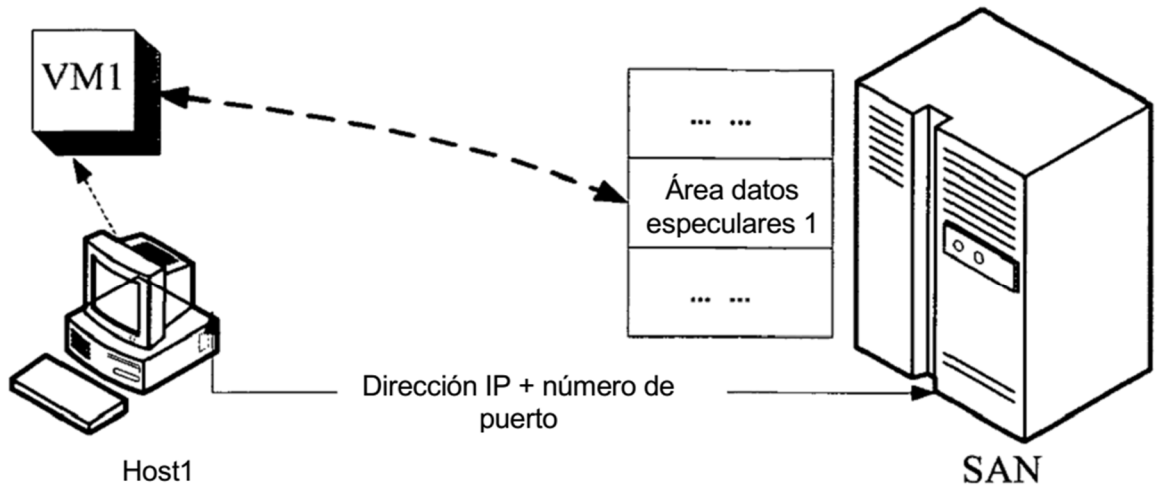 VM1
... ...
Área datos
especulares 1
... ...
Dirección IP + número de
puerto
Host1
SAN